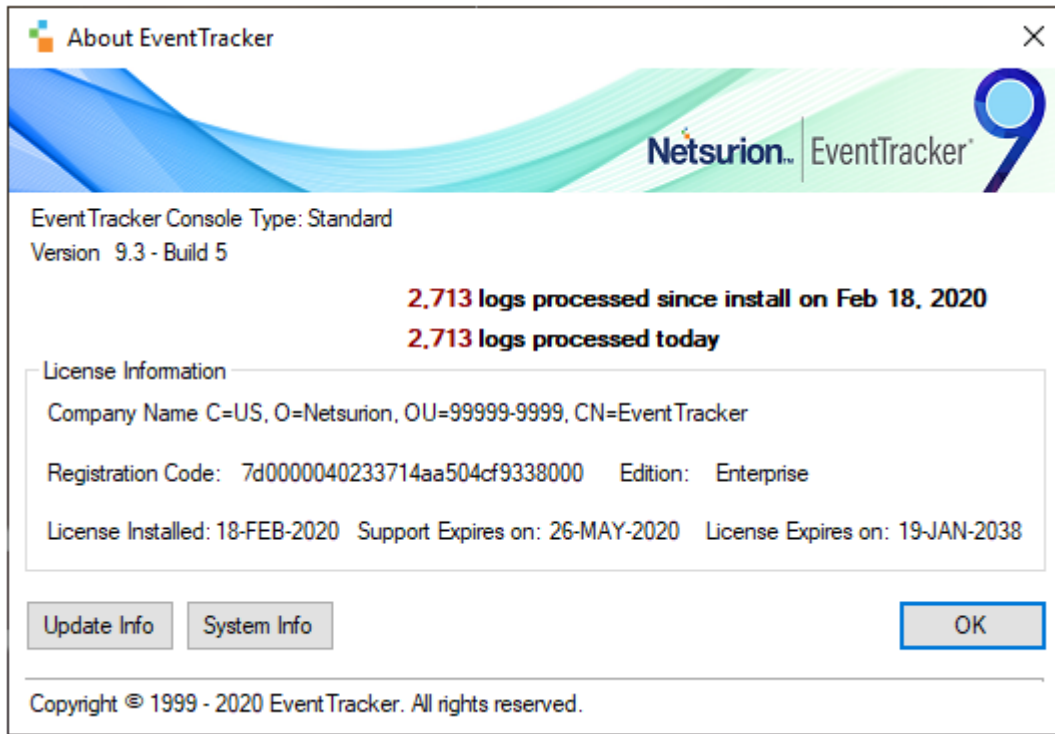 About EventTracker
Netsurion™ EventTracker® 9
EventTracker Console Type: Standard
Version 9.3 - Build 5
2,713 logs processed since install on Feb 18, 2020
2,713 logs processed today
License Information
Company Name C=US, O=Netsurion, OU=99999-9999, CN=EventTracker
Registration Code: 7d0000040233714aa504cf9338000 Edition: Enterprise
License Installed: 18-FEB-2020 Support Expires on: 26-MAY-2020 License Expires on: 19-JAN-2038
Update Info System Info OK
Copyright © 1999 - 2020 EventTracker. All rights reserved.